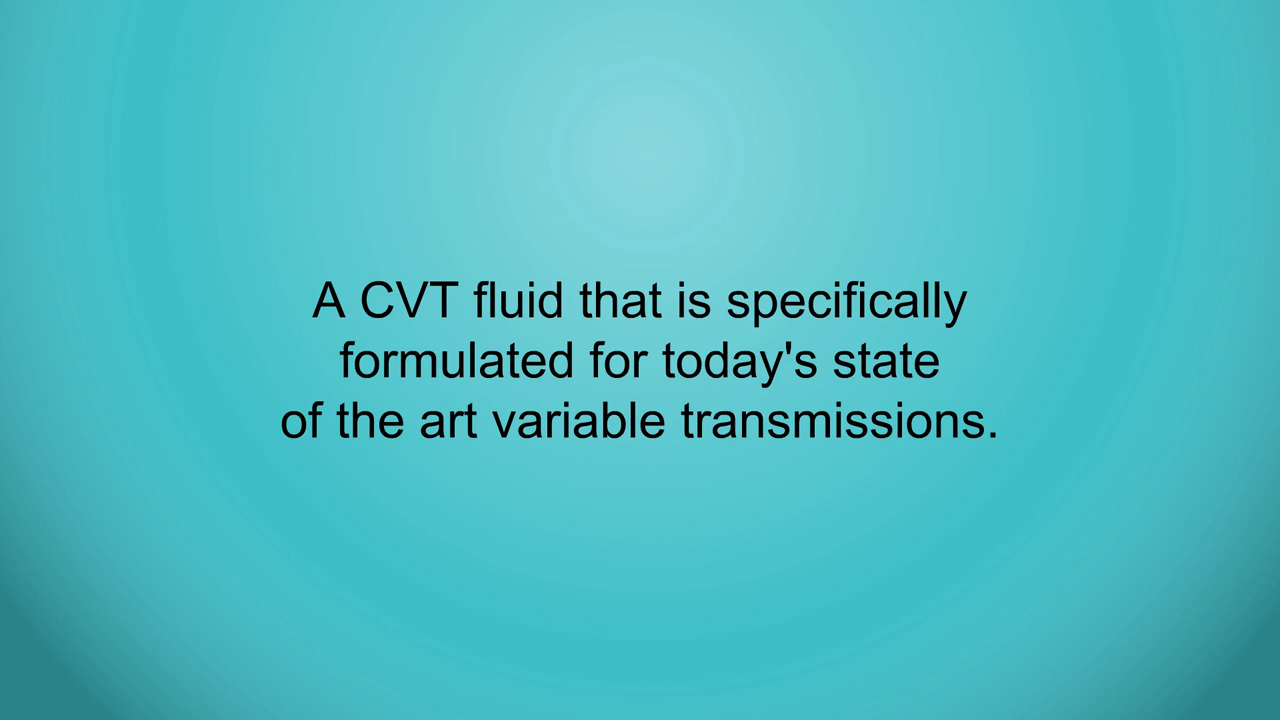 A CVT fluid that is specifically
formulated for today's state
of the art variable transmissions.